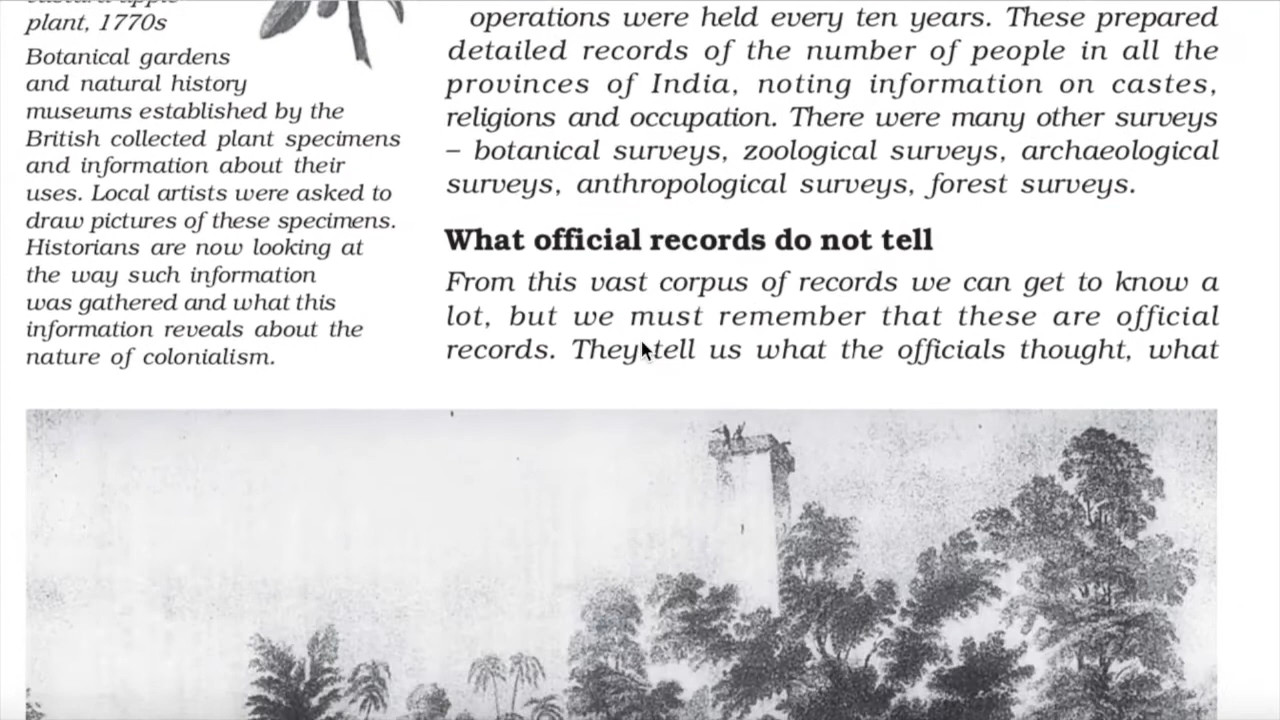 plant, 1770s
Botanical gardens
and natural history
museums established by the
British collected plant specimens
and information about their
uses. Local artists were asked to
draw pictures of these specimens.
Historians are now looking at
the way such information
was gathered and what this
information reveals about the
nature of colonialism.
operations were held every ten years. These prepared
detailed records of the number of people in all the
provinces of India, noting information on castes,
religions and occupation. There were many other surveys
– botanical surveys, zoological surveys, archaeological
surveys, anthropological surveys, forest surveys.
What official records do not tell
From this vast corpus of records we can get to know a
lot, but we must remember that these are official
records. They tell us what the officials thought, what